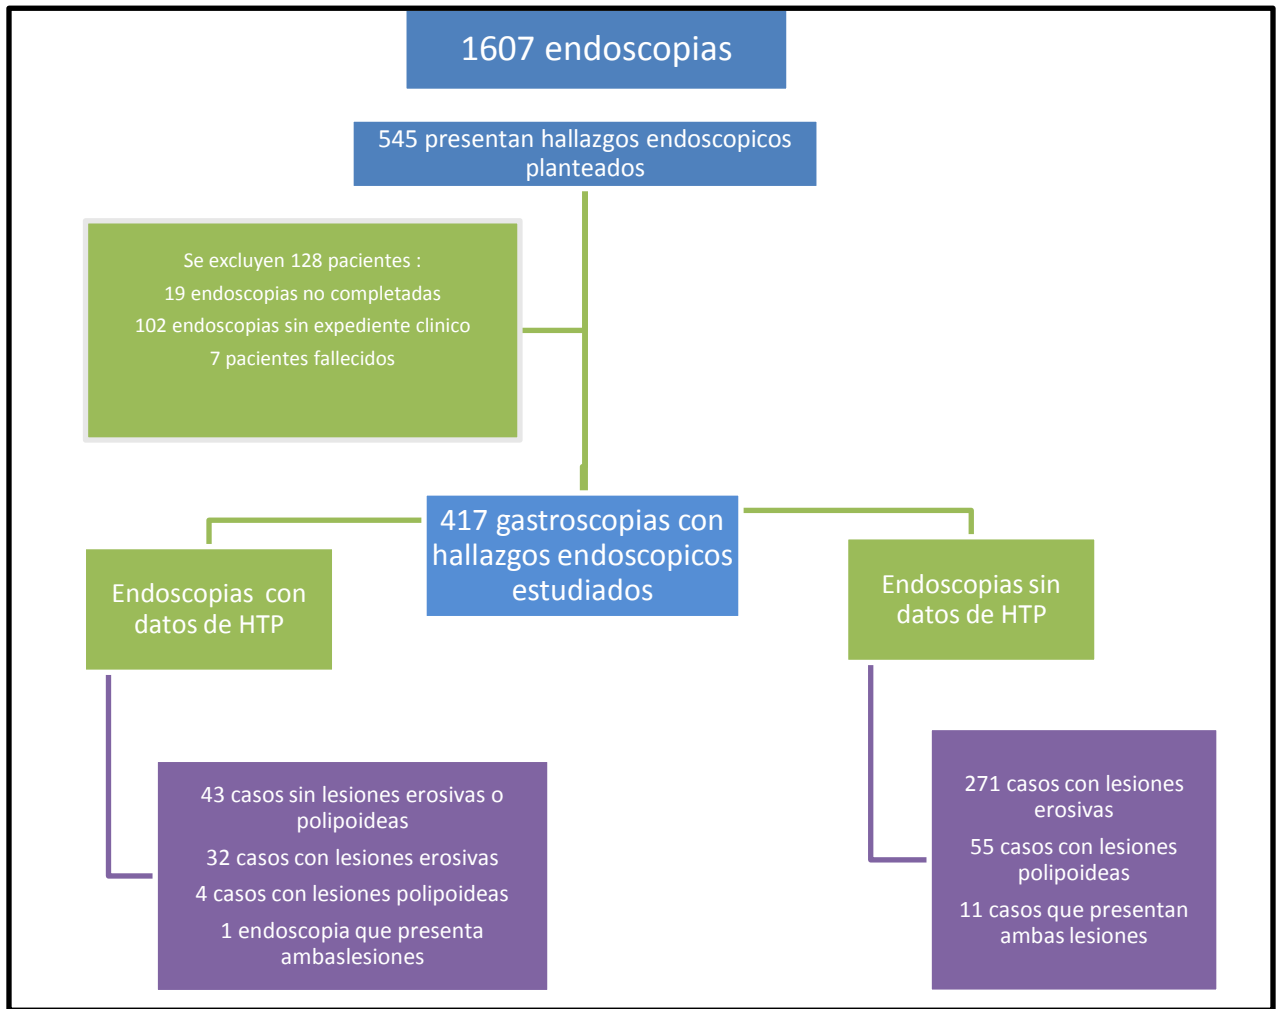 1607 endoscopias
545 presentan hallazgos endoscopicos
planteados
Se excluyen 128 pacientes :
19 endoscopias no completadas
102 endoscopias sin expediente clinico
7 pacientes fallecidos
417 gastroscopias con
hallazgos endoscopicos
estudiados
Endoscopias con
datos de HTP
Endoscopias sin
datos de HTP
43 casos sin lesiones erosivas o
polipoideas
32 casos con lesiones erosivas
4 casos con lesiones polipoideas
1 endoscopia que presenta
ambaslesiones
271 casos con lesiones
erosivas
55 casos con lesiones
polipoideas
11 casos que presentan
ambas lesiones